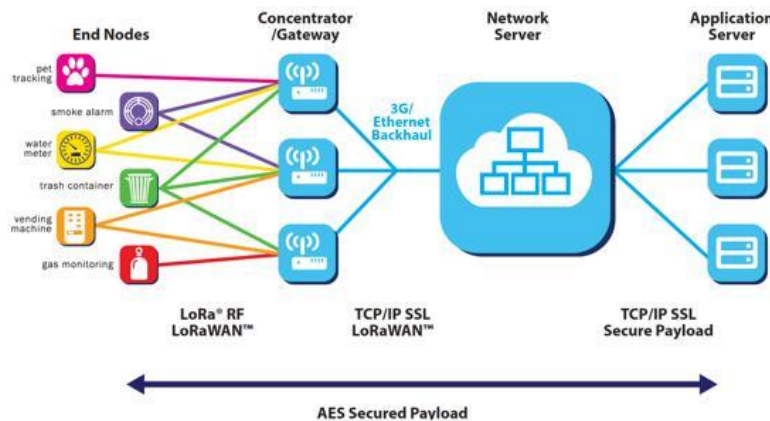 End Nodes
Concentrator
/Gateway
Network
Server
Application
Server
pet
tracking
smoke alarm
water
meter
trash container
vending
machine
gas monitoring
3G/
Ethernet
Backhaul
LoRa® RF
LoRaWAN™
TCP/IP SSL
LoRaWAN™
TCP/IP SSL
Secure Payload
AES Secured Payload